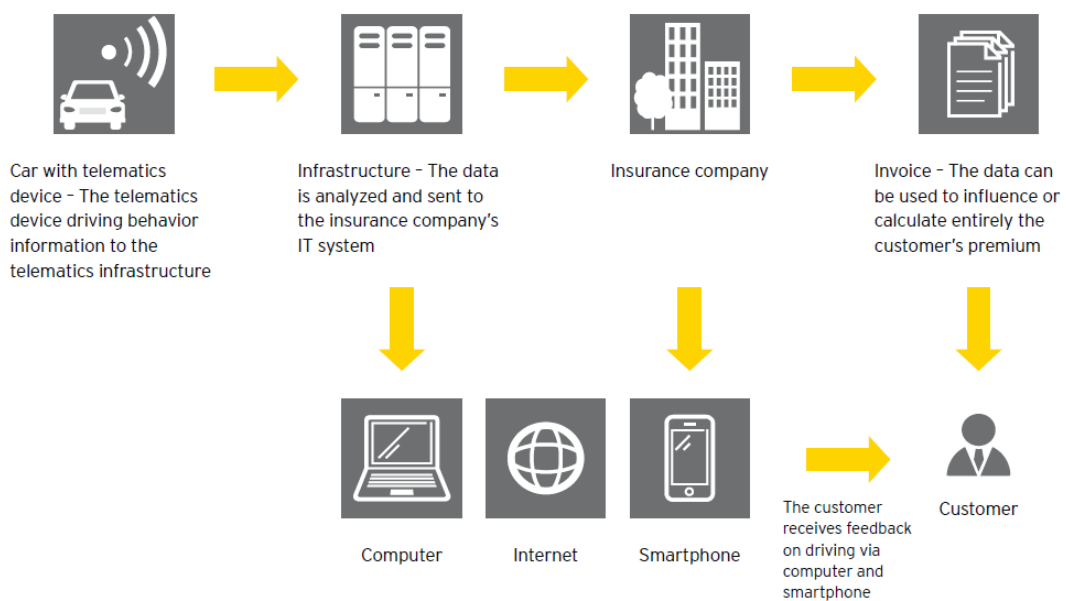 Car with telematics
device – The telematics
device driving behavior
information to the
telematics infrastructure
Infrastructure – The data
is analyzed and sent to
the insurance company's
IT system
Insurance company
Invoice – The data can
be used to influence or
calculate entirely the
customer's premium
Computer
Internet
Smartphone
The customer
receives feedback
on driving via
computer and
smartphone
Customer